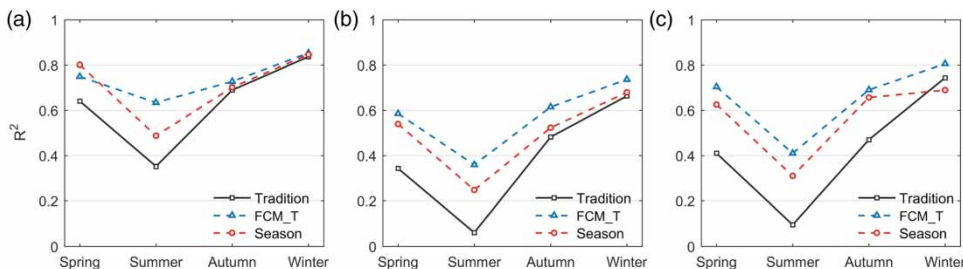 (a)
1
0.8
0.6
0.4
0.2
0
R²
Spring Summer Autumn Winter
Tradition
FCM_T
Season
(b)
1
0.8
0.6
0.4
0.2
0
Spring Summer Autumn Winter
Tradition
FCM_T
Season
(c)
1
0.8
0.6
0.4
0.2
0
Spring Summer Autumn Winter
Tradition
FCM_T
Season